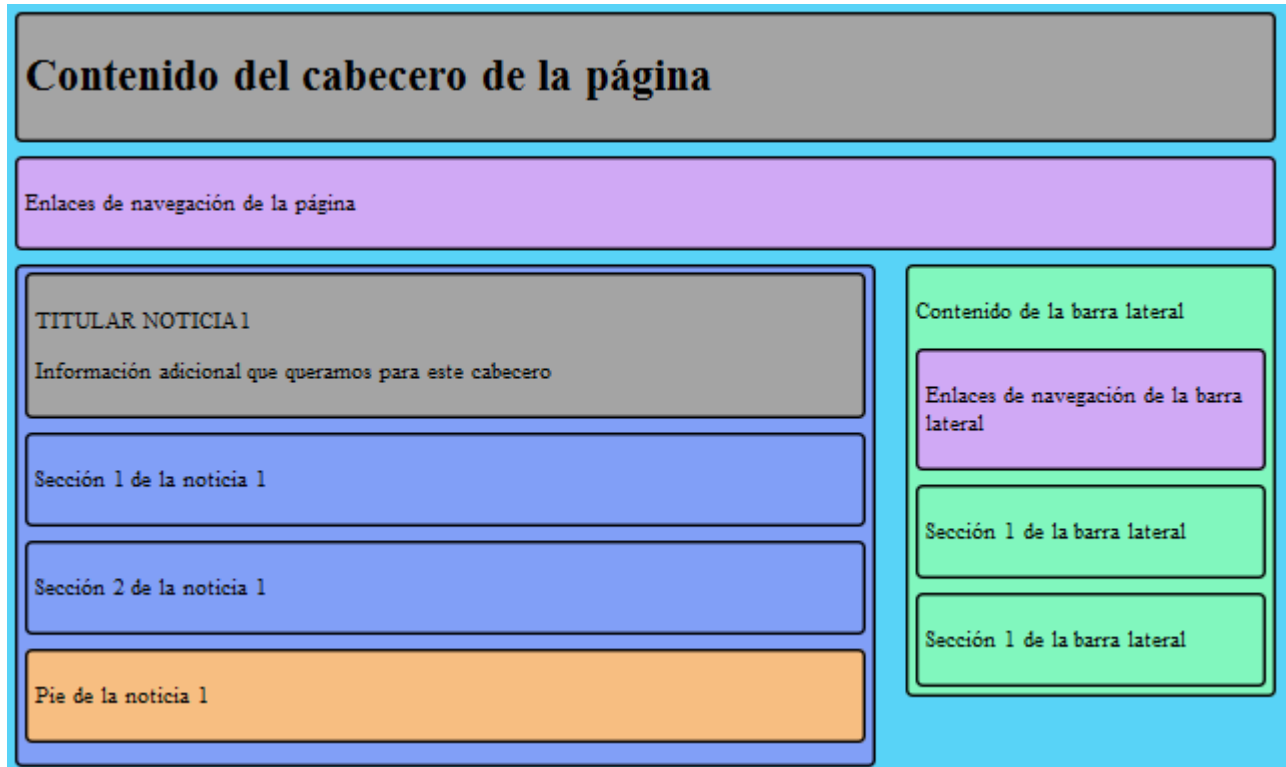 Contenido del cabecero de la página
Enlaces de navegación de la página
TITULAR NOTICIA 1
Información adicional que queramos para este cabecero
Sección 1 de la noticia 1
Sección 2 de la noticia 1
Pie de la noticia 1
Contenido de la barra lateral
Enlaces de navegación de la barra
lateral
Sección 1 de la barra lateral
Sección 1 de la barra lateral